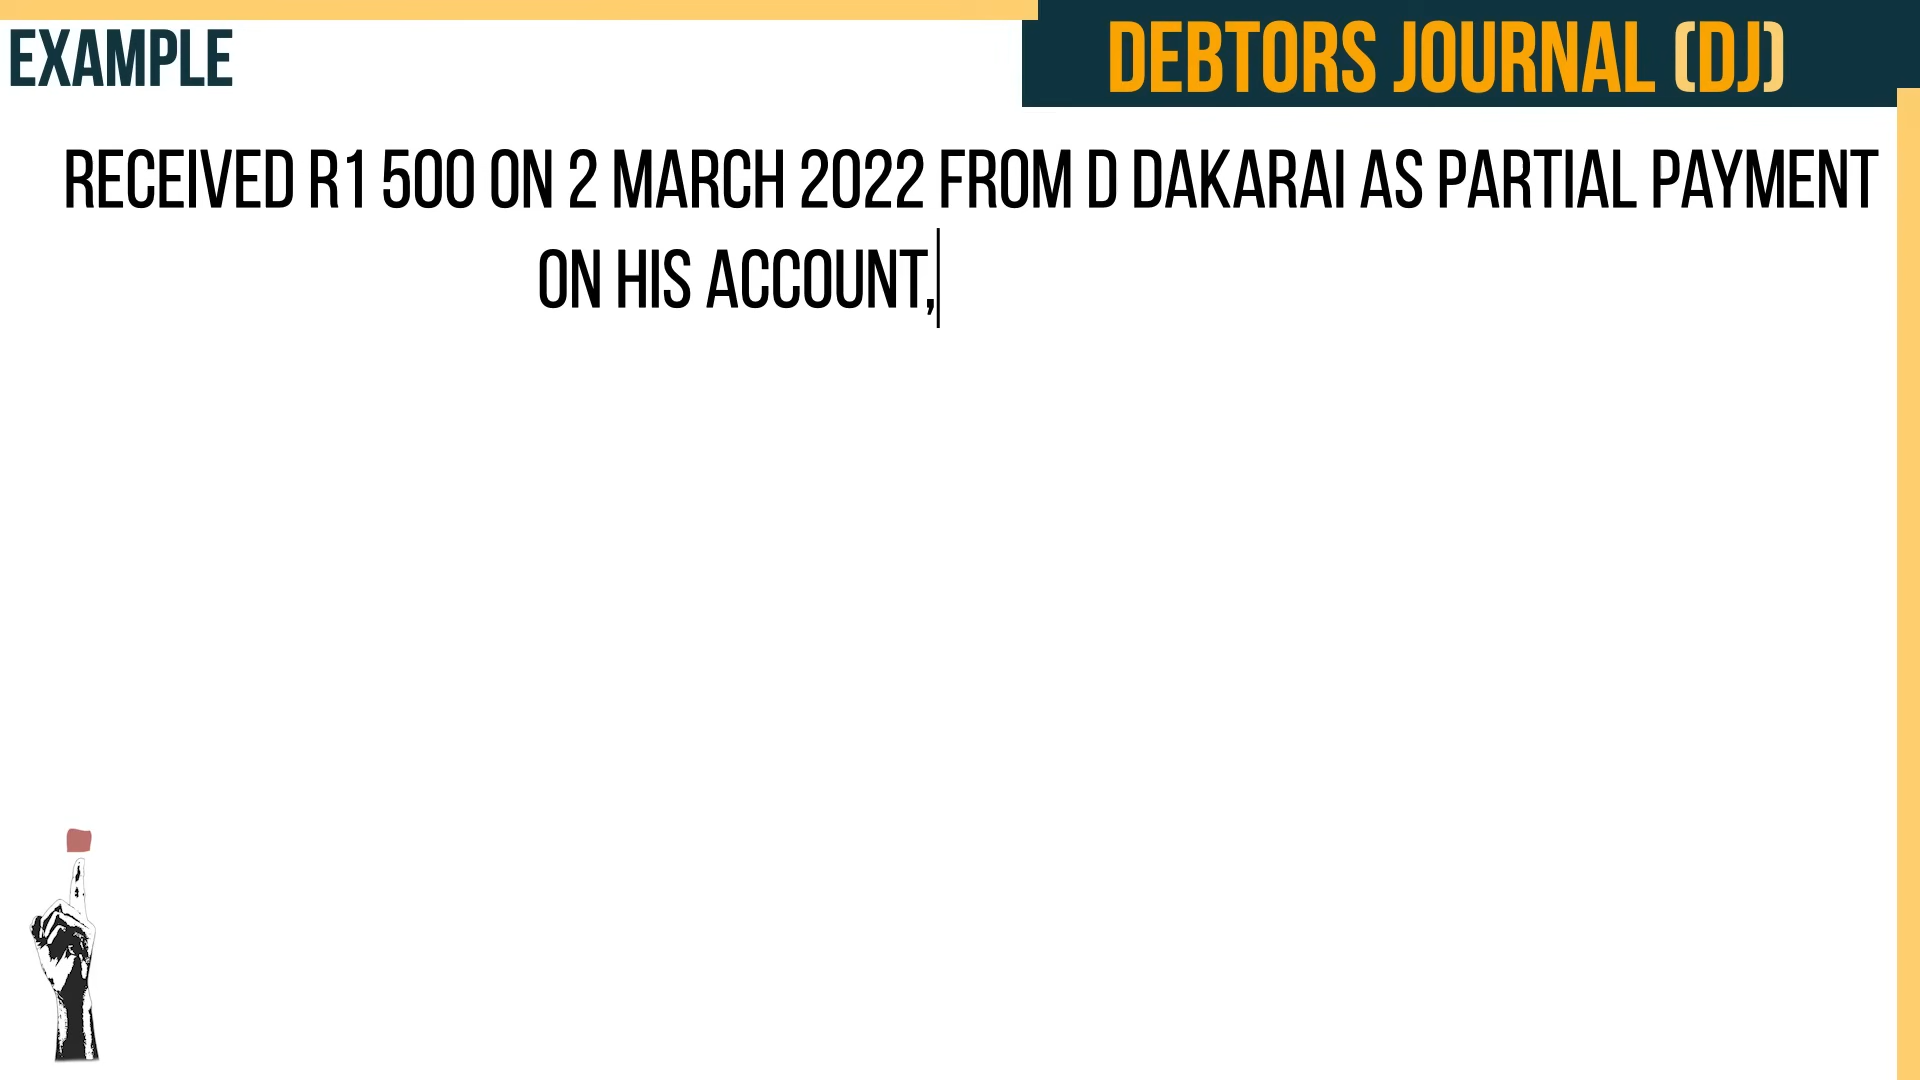 EXAMPLE
DEBTORS JOURNAL (DJ)
RECEIVED R1 500 ON 2 MARCH 2022 FROM D DAKARAI AS PARTIAL PAYMENT
ON HIS ACCOUNT,